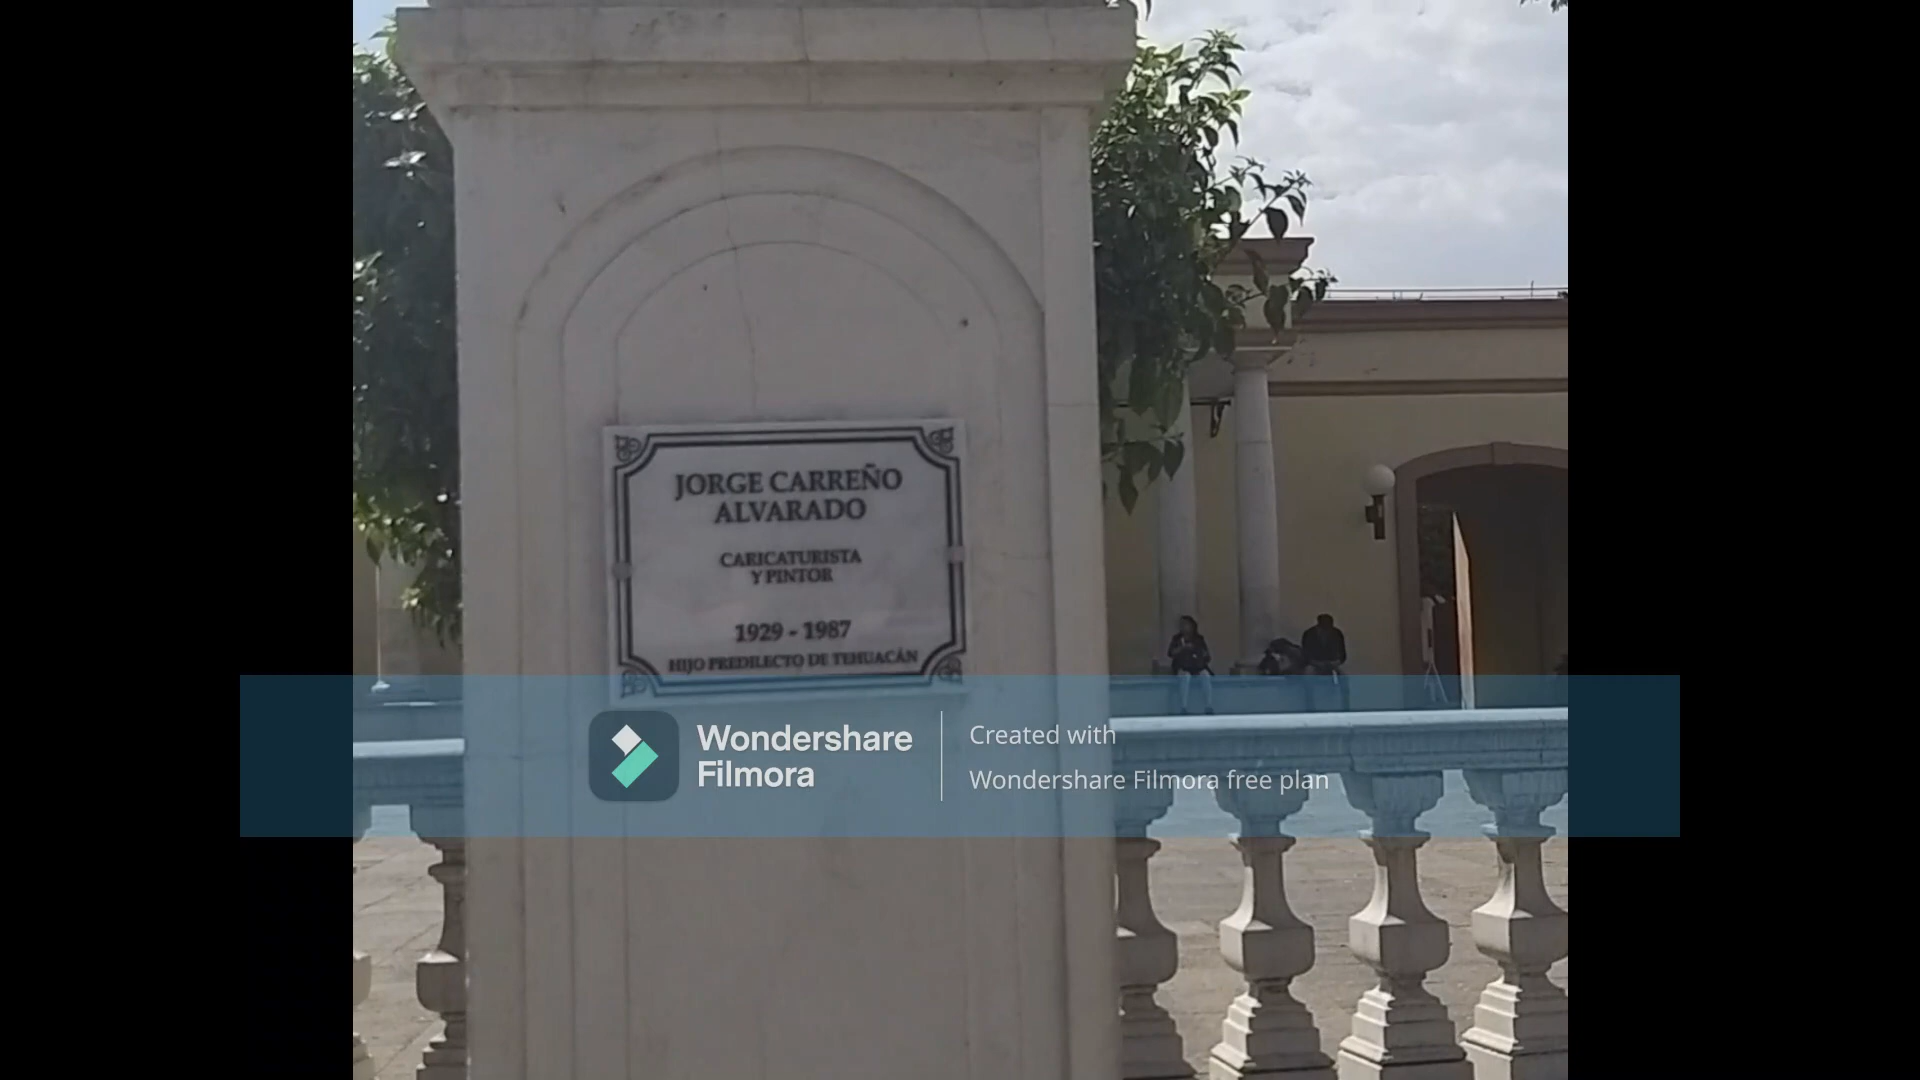 JORGE CARREÑO
ALVARADO
CARICATURISTA
Y PINTOR
1929 - 1987
HIJO PREDILECTO DE TEHUACÁN
Wondershare
Filmora
Created with
Wondershare Filmora free plan